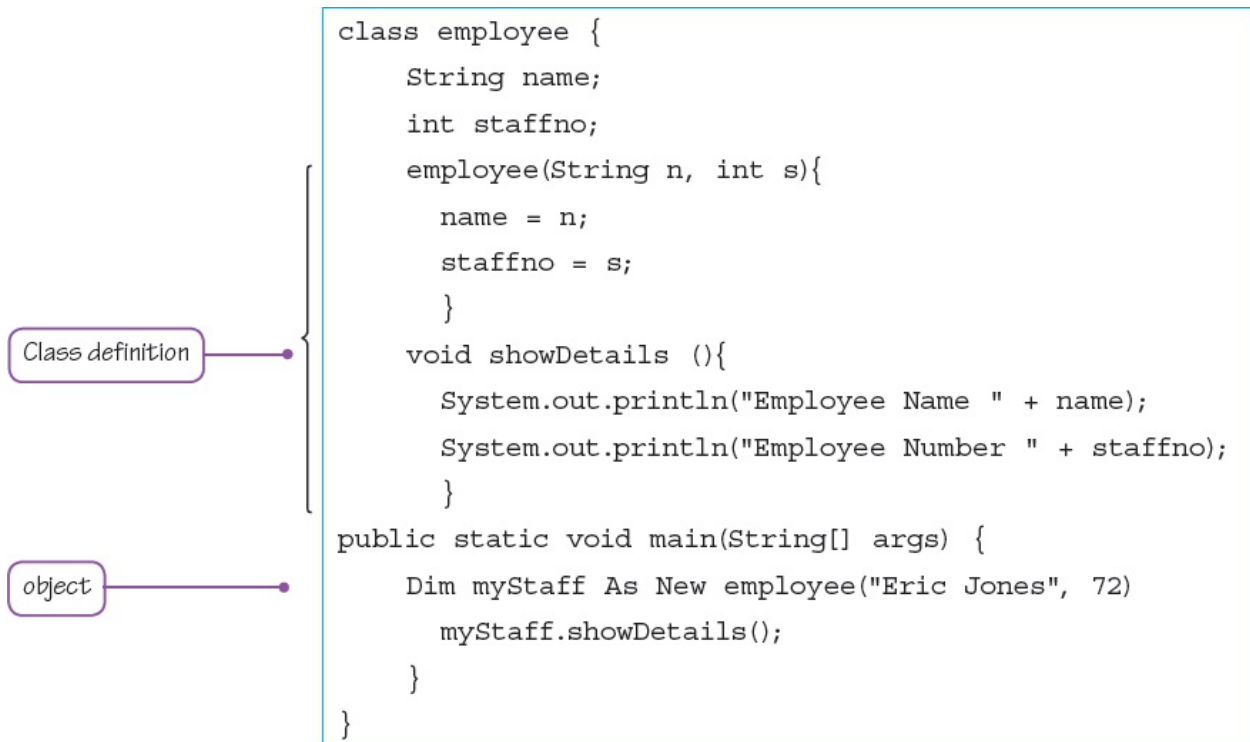 class employee {
String name;
int staffno;
employee(String n, int s){
name = n;
staffno = s;
}
Class definition
void showDetails (){
System.out.println("Employee Name " + name);
System.out.println("Employee Number " + staffno);
}
public static void main(String[] args) {
object
Dim myStaff As New employee("Eric Jones", 72)
myStaff.showDetails();
}
}